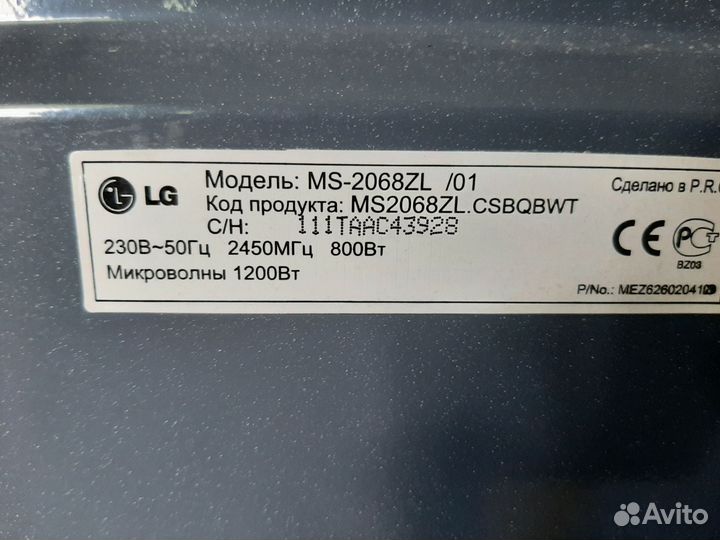 LG
Модель: MS-2068ZL /01
Код продукта: MS2068ZL.CSBQBWT
С/Н: 111TAAC43928
230В~50Гц 2450МГц 800Вт
Микроволны 1200Вт
Сделано в P.R.
CE PC
BZ03
P/No.: 
Avito